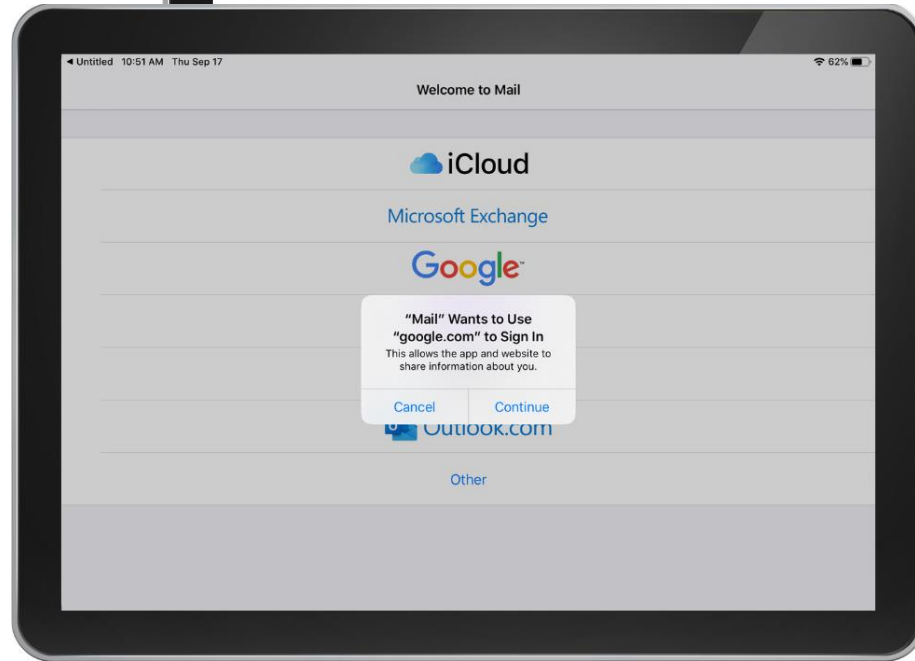 ◀ Untitled 10:51 AM Thu Sep 17
62%
Welcome to Mail
iCloud
Microsoft Exchange
Google™
"Mail" Wants to Use
"google.com" to Sign In
This allows the app and website to
share information about you.
Cancel Continue
Outlook.com
Other